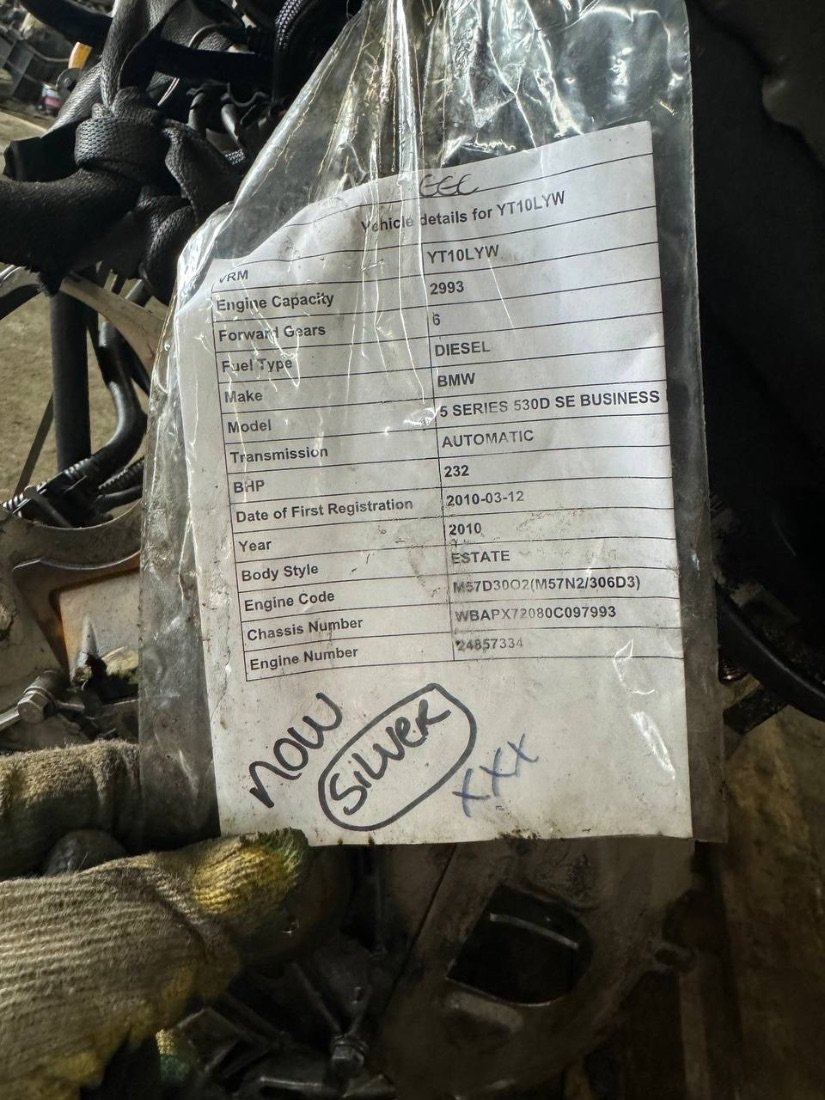 EEC
Vehicle details for YT10LYW
VRM YT10LYW
Engine Capacity 2993
Forward Gears 6
Fuel Type DIESEL
Make BMW
Model 5 SERIES 530D SE BUSINESS
Transmission AUTOMATIC
BHP 232
Date of First Registration 2010-03-12
Year 2010
Body Style ESTATE
Engine Code M57D30O2(M57N2/306D3)
Chassis Number WBAPX72080C097993
Engine Number 24857334
now
Silver
xxx